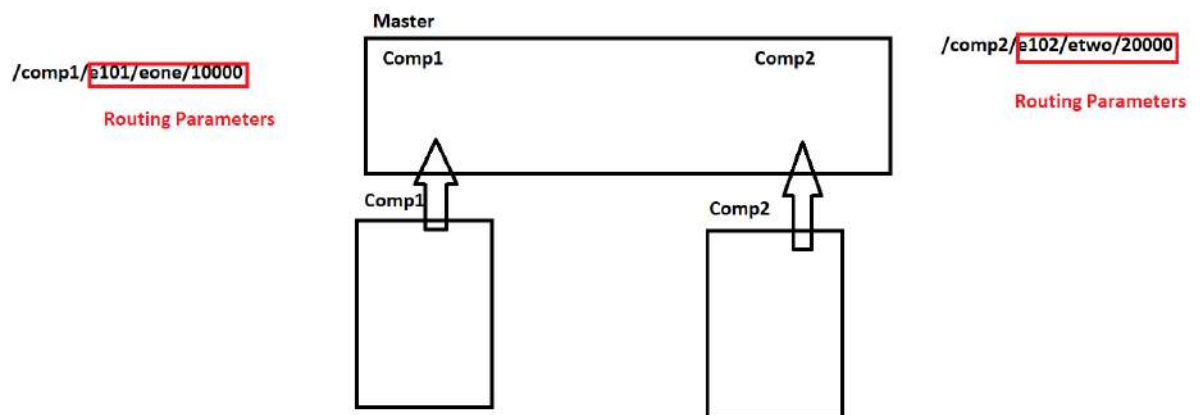 Master
/comp1/e101/eone/10000
Routing Parameters
Comp1
Comp2
/comp2/e102/etwo/20000
Routing Parameters
Comp1
Comp2